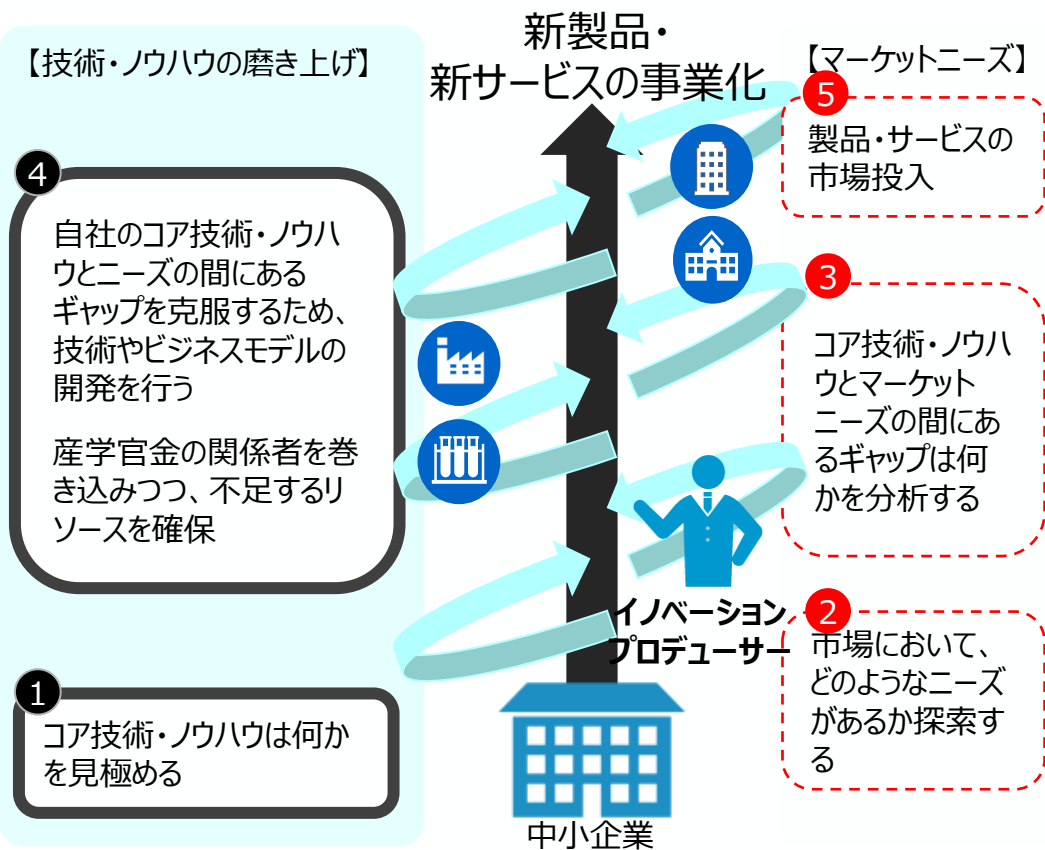 新製品・
新サービスの事業化
【技術・ノウハウの磨き上げ】
4
自社のコア技術・ノウハ
ウとニーズの間にある
ギャップを克服するため、
技術やビジネスモデルの
開発を行う
産学官金の関係者を巻
き込みつつ、不足するリ
ソースを確保
1
コア技術・ノウハウは何か
を見極める
【マーケットニーズ】
5
製品・サービスの
市場投入
3
コア技術・ノウハ
ウとマーケット
ニーズの間にあ
るギャップは何
かを分析する
2
市場において、
どのようなニーズ
があるか探索す
る
イノベーション
プロデューサー
中小企業